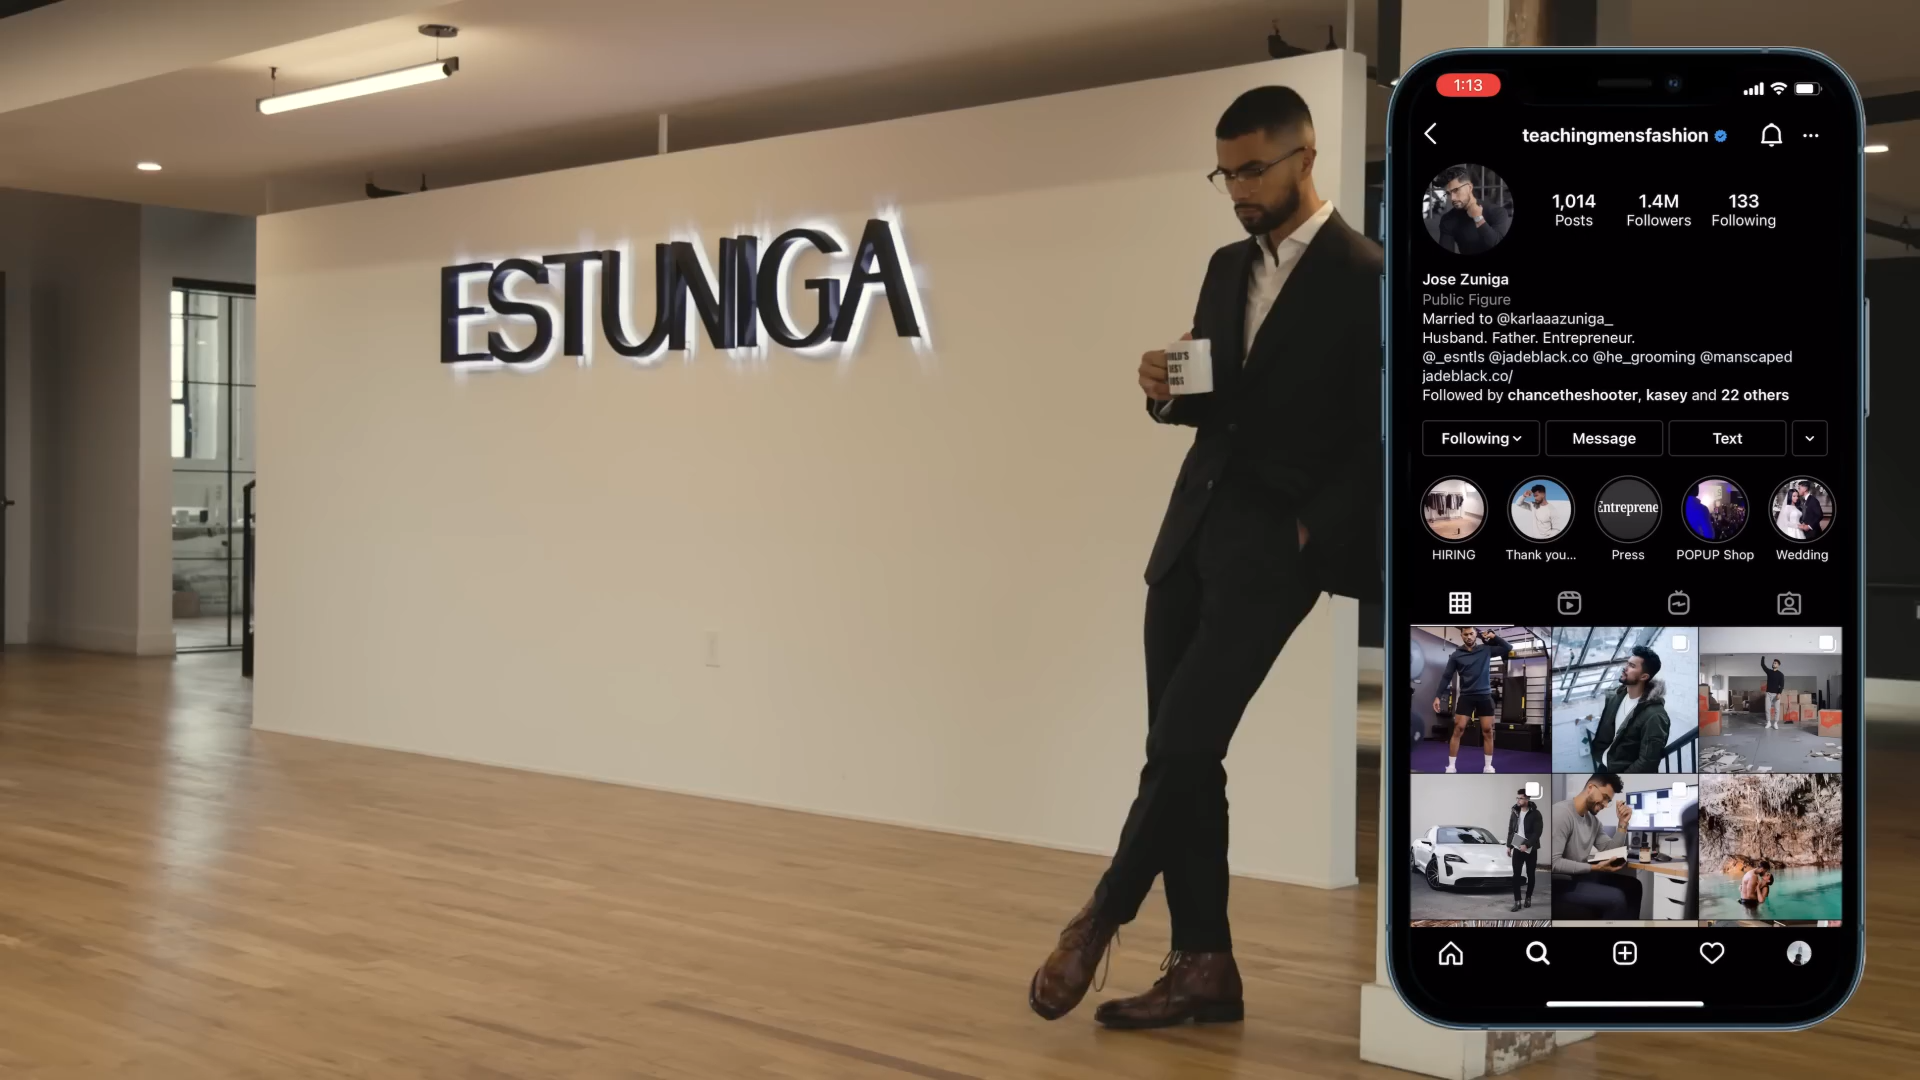 ESTUNIGA
1:13
teachingmensfashion
1,014
1.4M
133
Posts
Followers
Following
Jose Zuniga
Public Figure
Married to @karlaaazuniga_
Husband. Father. Entrepreneur.
@_esntls @jadeblack.co @he_grooming @manscaped
jadeblack.co/
Followed by chancetheshooter, kasey and 22 others
Following
Message
Text
Entreprene
HIRING
Thank you...
Press
POPUP Shop
Wedding